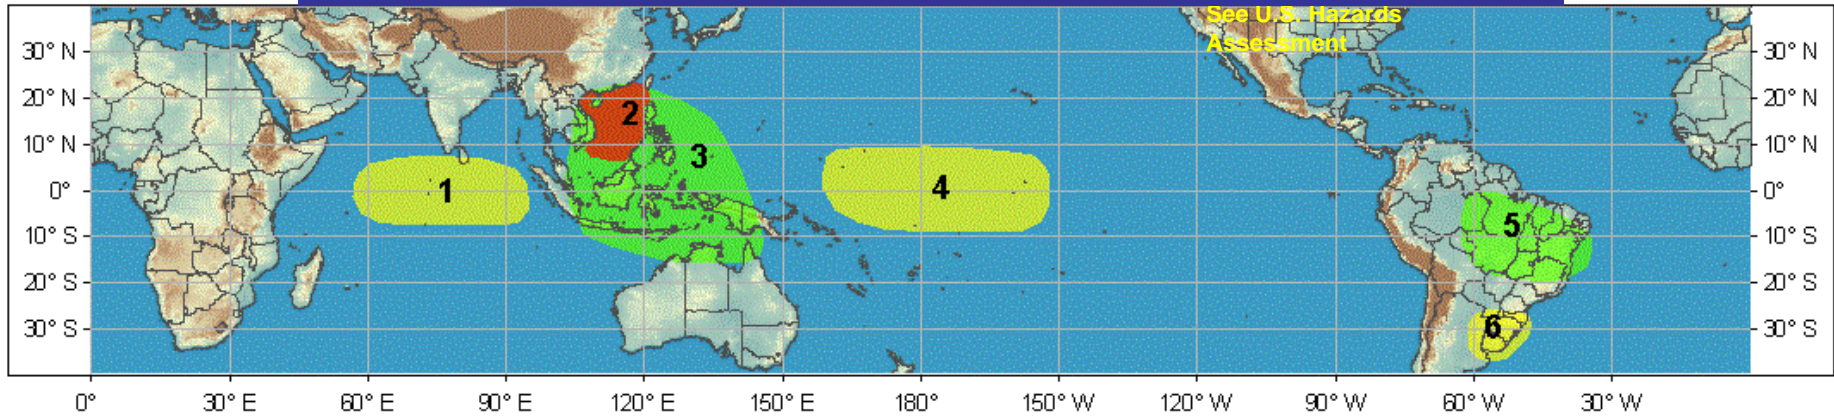 See U.S. Hazards
Assessment
30° N
30° N
20° N
2
20° N
10° N
3
10° N
0°
1
4
0°
10° S
5
10° S
20° S
20° S
30° S
6
30° S
0°
30° E
60° E
90° E
120° E
150° E
180°
150° W
120° W
90° W
60° W
30° W